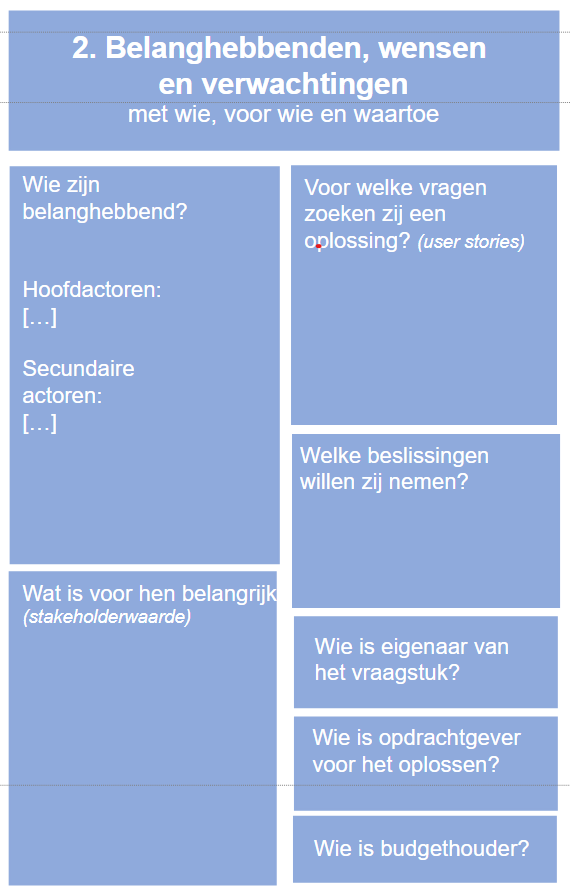 2. Belanghebbenden, wensen
en verwachtingen
met wie, voor wie en waartoe
Wie zijn
belanghebbend?
Hoofdactoren:
[…]
Secundaire
actoren:
[…]
Wat is voor hen belangrijk
(stakeholderwaarde)
Voor welke vragen
zoeken zij een
oplossing? (user stories)
Welke beslissingen
willen zij nemen?
Wie is eigenaar van
het vraagstuk?
Wie is opdrachtgever
voor het oplossen?
Wie is budgethouder?